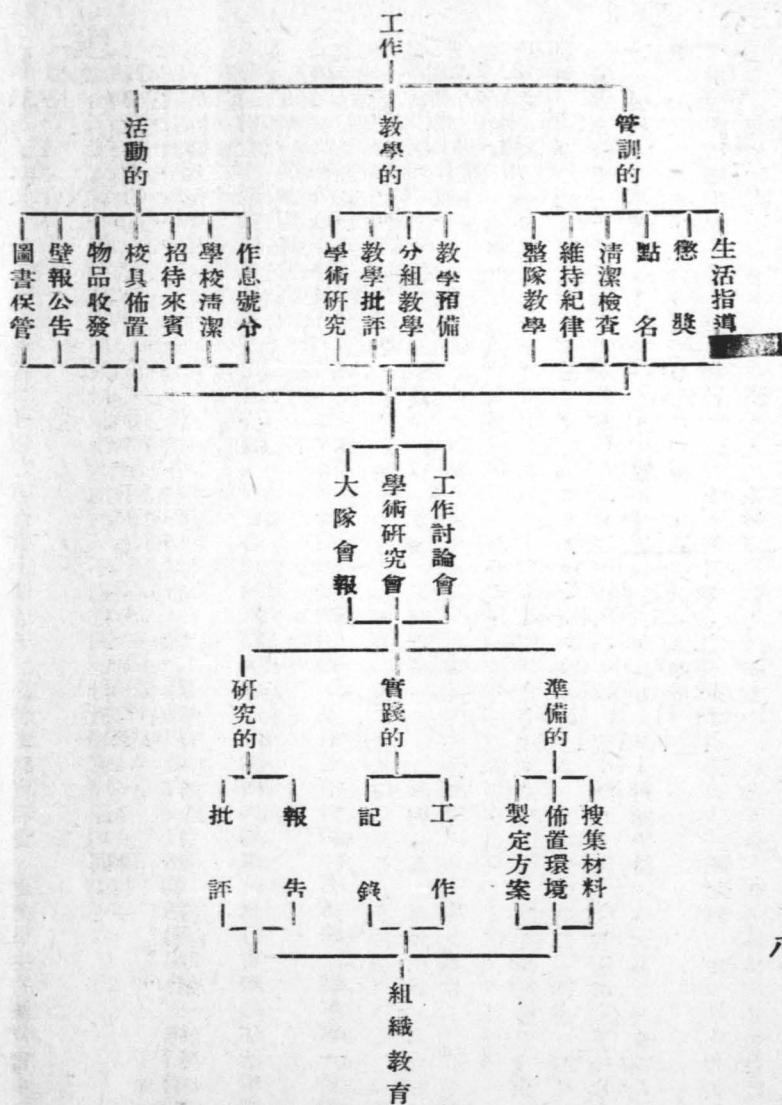 工作
管訓的
教學的
活動的
生活指導
懲獎
點名
清潔檢查
維持紀律
整隊教學
教學預備
分組教學
教學批評
學術研究
作息號令
學校清潔
招待來賓
校具佈置
物品收發
壁報公告
圖書保管
工作討論會
學術研究會
大隊會報
準備的
實踐的
研究的
搜集材料
佈置環境
製定方案
工作
記錄
報告
批評
組織教育